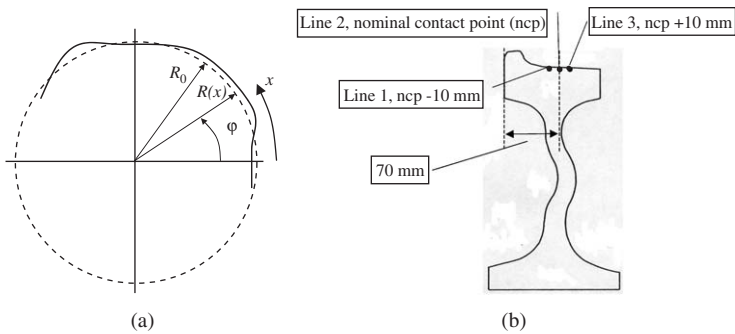 R₀
R(x)
x
φ
(a)
Line 2, nominal contact point (ncp)
Line 3, ncp +10 mm
Line 1, ncp -10 mm
70 mm
(b)